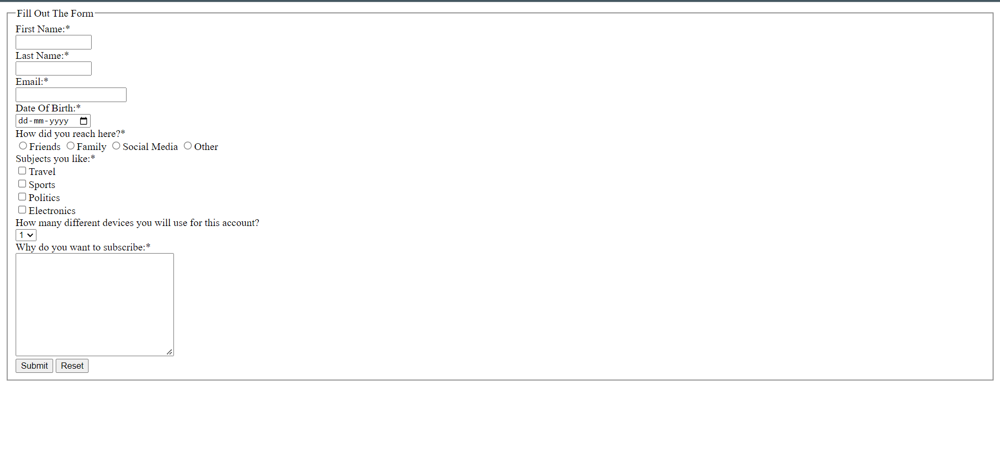 Fill Out The Form
First Name:*
Last Name:*
Email:*
Date Of Birth:*
dd-mm-yyyy
How did you reach here?*
Friends Family Social Media Other
Subjects you like:*
Travel
Sports
Politics
Electronics
How many different devices you will use for this account?
1
Why do you want to subscribe:*
Submit Reset